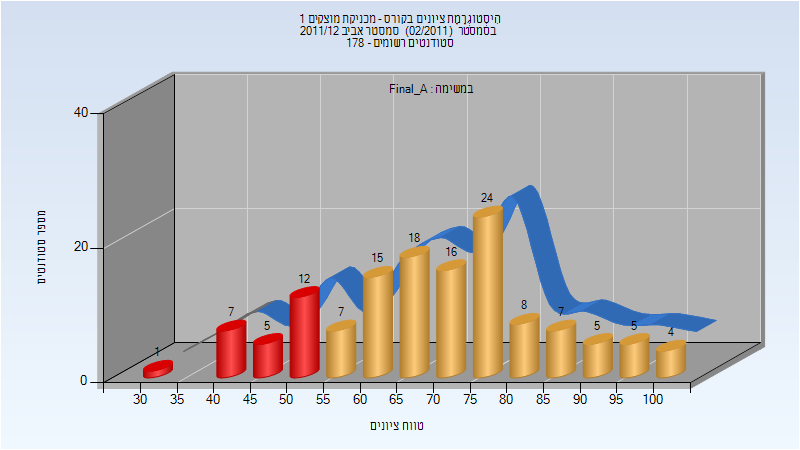 היסטוגרמת ציונים בקורס - מכניקת מוצקים 1
בסמסטר (02/2011) סמסטר אביב 2011/12
סטודנטים רשומים - 178
במשימה : Final_A
מספר סטודנטים
40
20
0
1
7
5
12
7
15
18
16
24
8
7
5
5
4
30 35 40 45 50 55 60 65 70 75 80 85 90 95 100
טווח ציונים